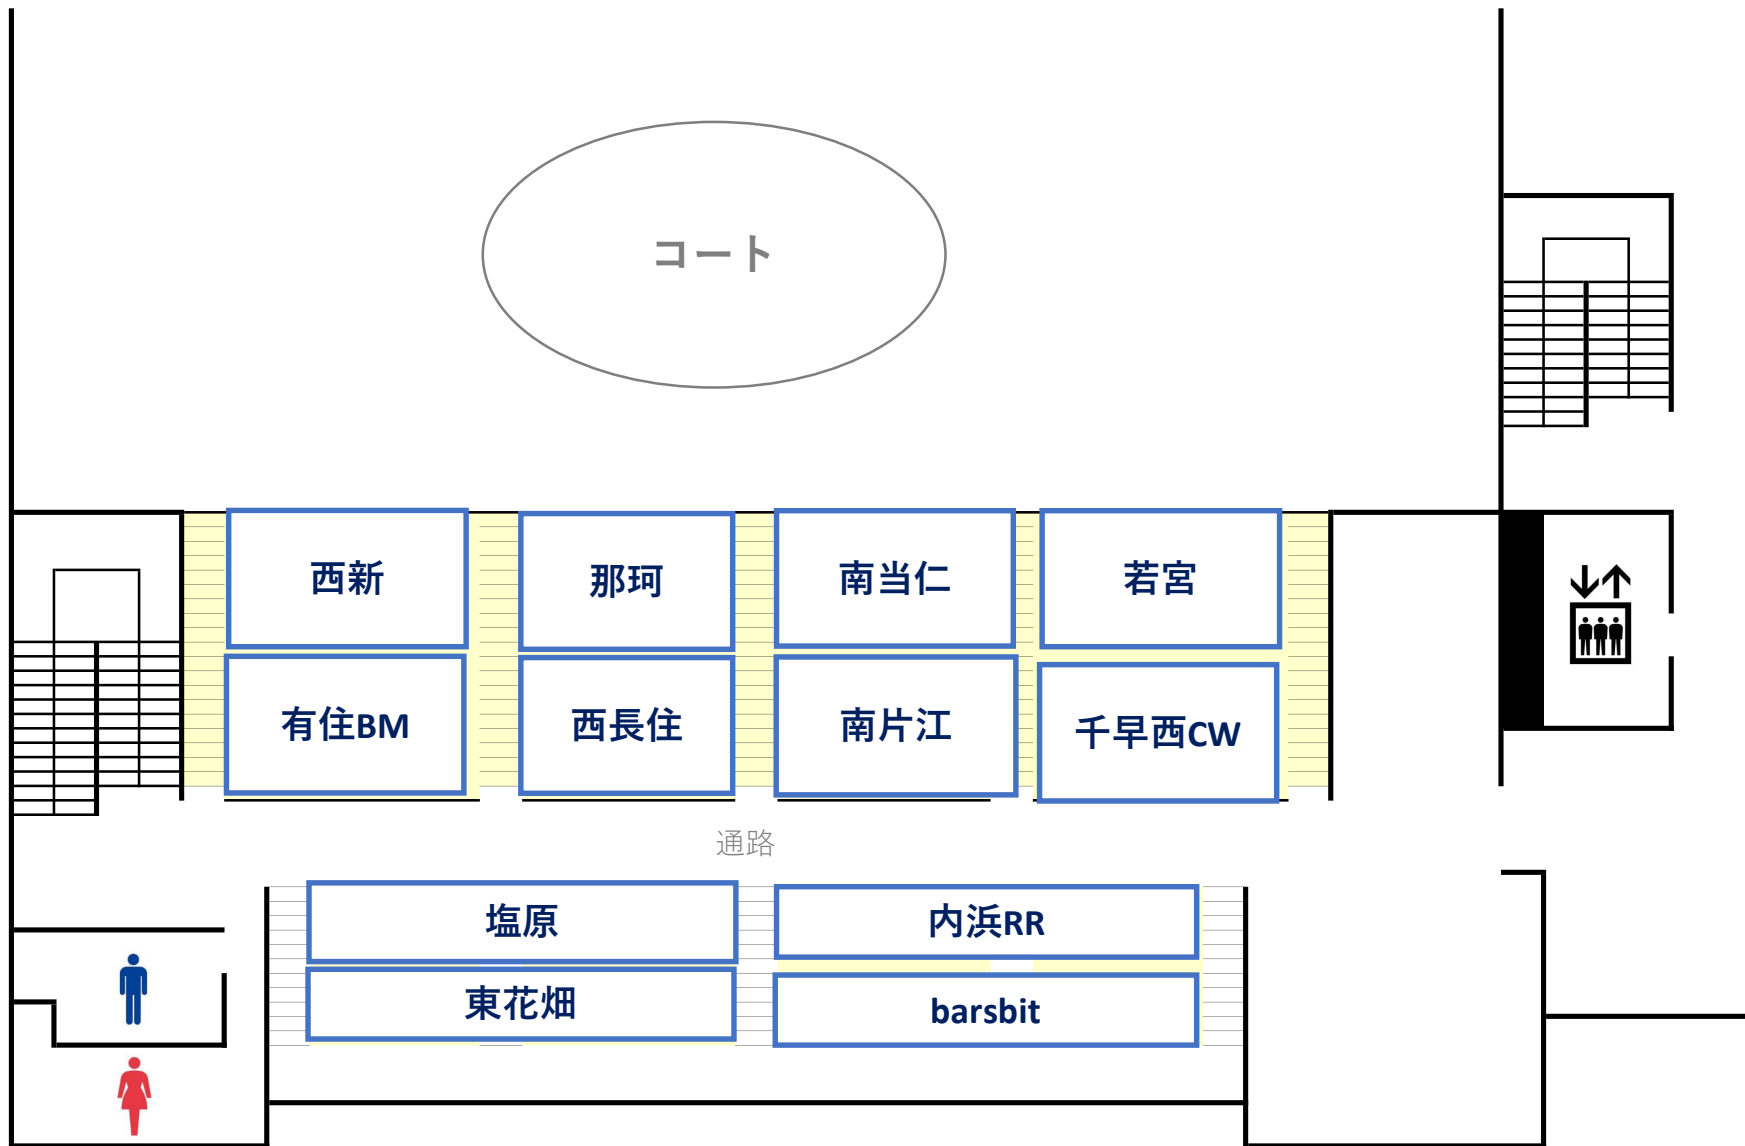 コート
西新
那珂
南当仁
若宮
有住BM
西長住
南片江
千早西CW
通路
塩原
内浜RR
東花畑
barsbit